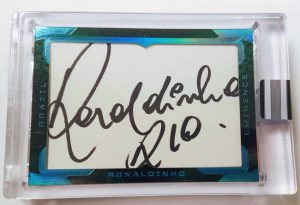 BRAZIL
Ronaldinho
R10.
EMINENCE
RONALDINHO